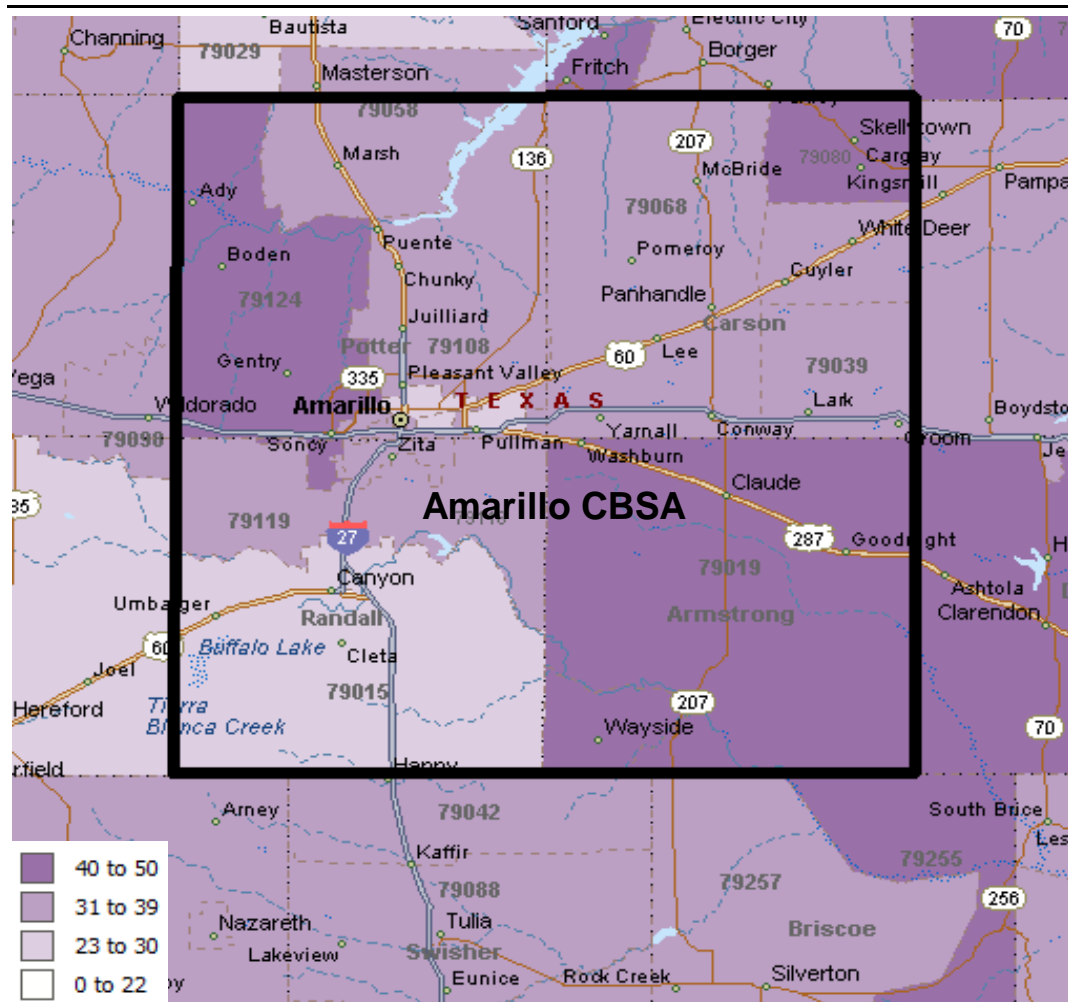 Sanford
Electric City
70
Channing
Bautista
79029
Borger
Fritch
Masterson
79058
Skellytown
207
136
Marsh
79080
McBride
Kingsmill
Pampa
Ady
79068
Puente
White Deer
Boden
Pomeroy
Chunky
Cuyler
79124
Panhandle
Juilliard
Carson
Potter
79108
60
Lee
79039
Gentry
335
Pleasant Valley
Vega
TEXAS
Wildorado
Amarillo
Lark
Boydsto
Yarnall
Conway
79090
Soncy
Zita
Pullman
Groom
Je
Washburn
Amarillo CBSA
Claude
79119
27
287
Goodnight
H
79019
Canyon
Ashtola
Umbarger
Randall
Armstrong
Clarendon
60
Buffalo Lake
Cleta
Joel
79015
207
Hereford
Tierra
Blanca Creek
Wayside
70
rfield
Happy
Arney
79042
South Brice
Les
Kaffir
40 to 50
79255
79088
79257
31 to 39
256
Nazareth
Tulia
Briscoe
23 to 30
Lakeview
Swisher
Eunice
Rock Creek
Silverton
0 to 22